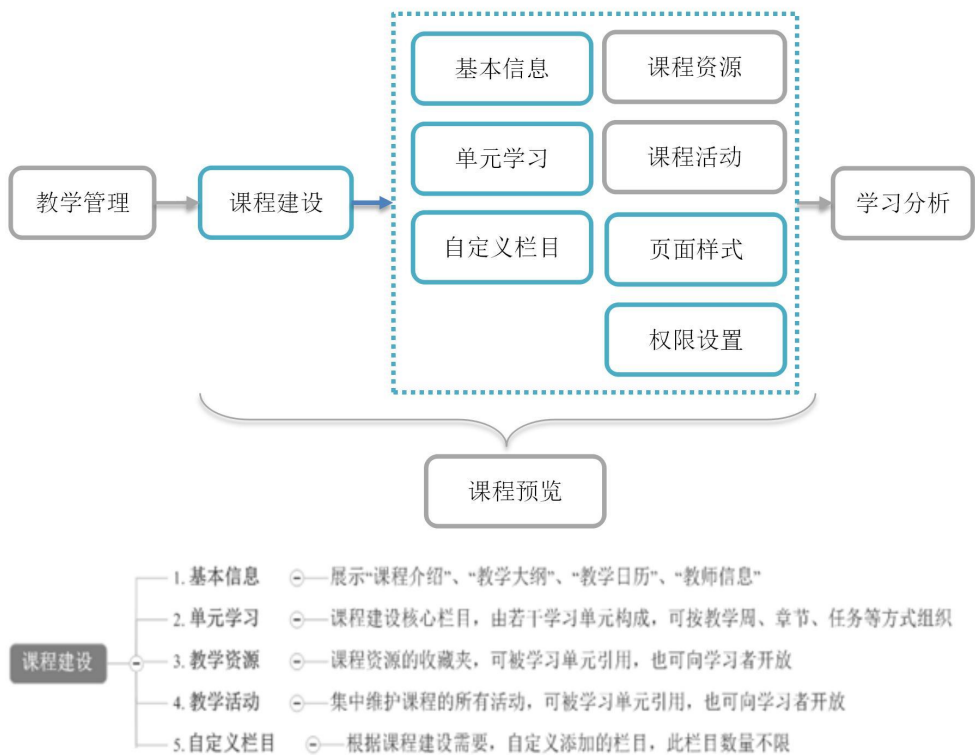 基本信息
课程资源
单元学习
课程活动
教学管理
课程建设
学习分析
自定义栏目
页面样式
权限设置
课程预览
课程建设
1. 基本信息 展示“课程介绍”、“教学大纲”、“教学日历”、“教师信息”
2. 单元学习 课程建设核心栏目，由若干学习单元构成，可按教学周、章节、任务等方式组织
3. 教学资源 课程资源的收藏夹，可被学习单元引用，也可向学习者开放
4. 教学活动 集中维护课程的所有活动，可被学习单元引用，也可向学习者开放
5.自定义栏目 根据课程建设需要，自定义添加的栏目，此栏目数量不限